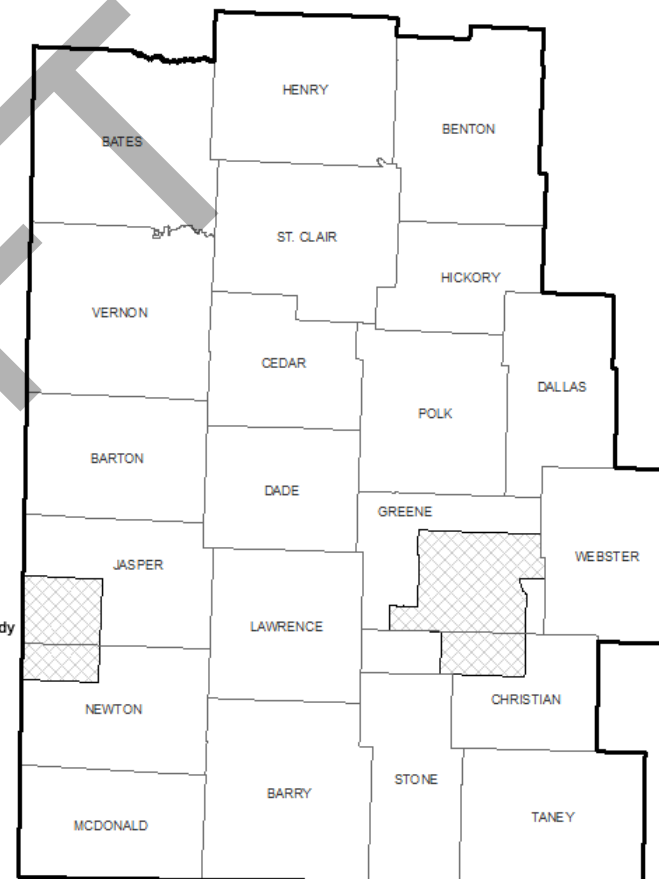 HENRY
BENTON
BATES
ST. CLAIR
HICKORY
VERNON
CEDAR
DALLAS
POLK
BARTON
DADE
GREENE
WEBSTER
JASPER
LAWRENCE
dy
CHRISTIAN
NEWTON
STONE
BARRY
TANEY
MCDONALD